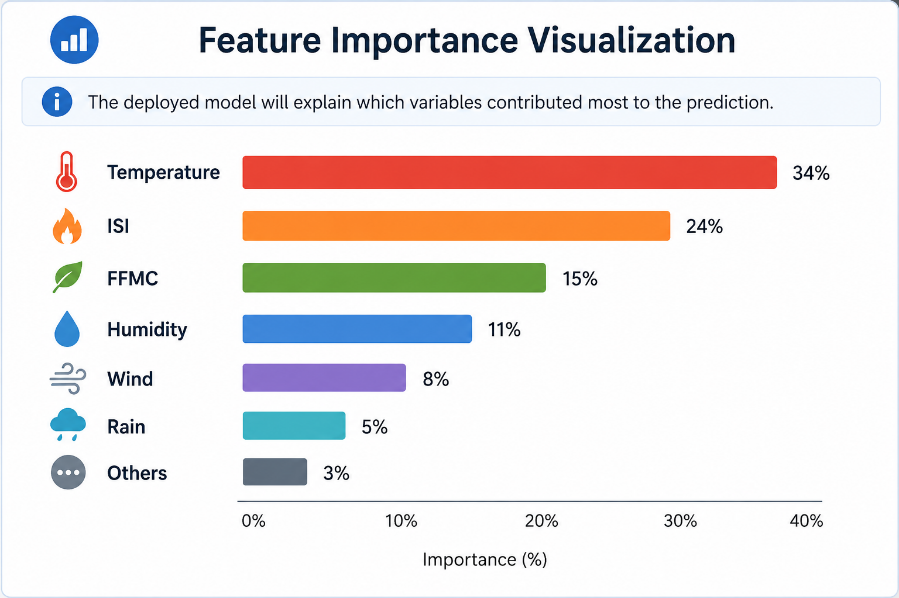 Feature Importance Visualization
i The deployed model will explain which variables contributed most to the prediction.
Temperature 34%
ISI 24%
FFMC 15%
Humidity 11%
Wind 8%
Rain 5%
Others 3%
0% 10% 20% 30% 40%
Importance (%)